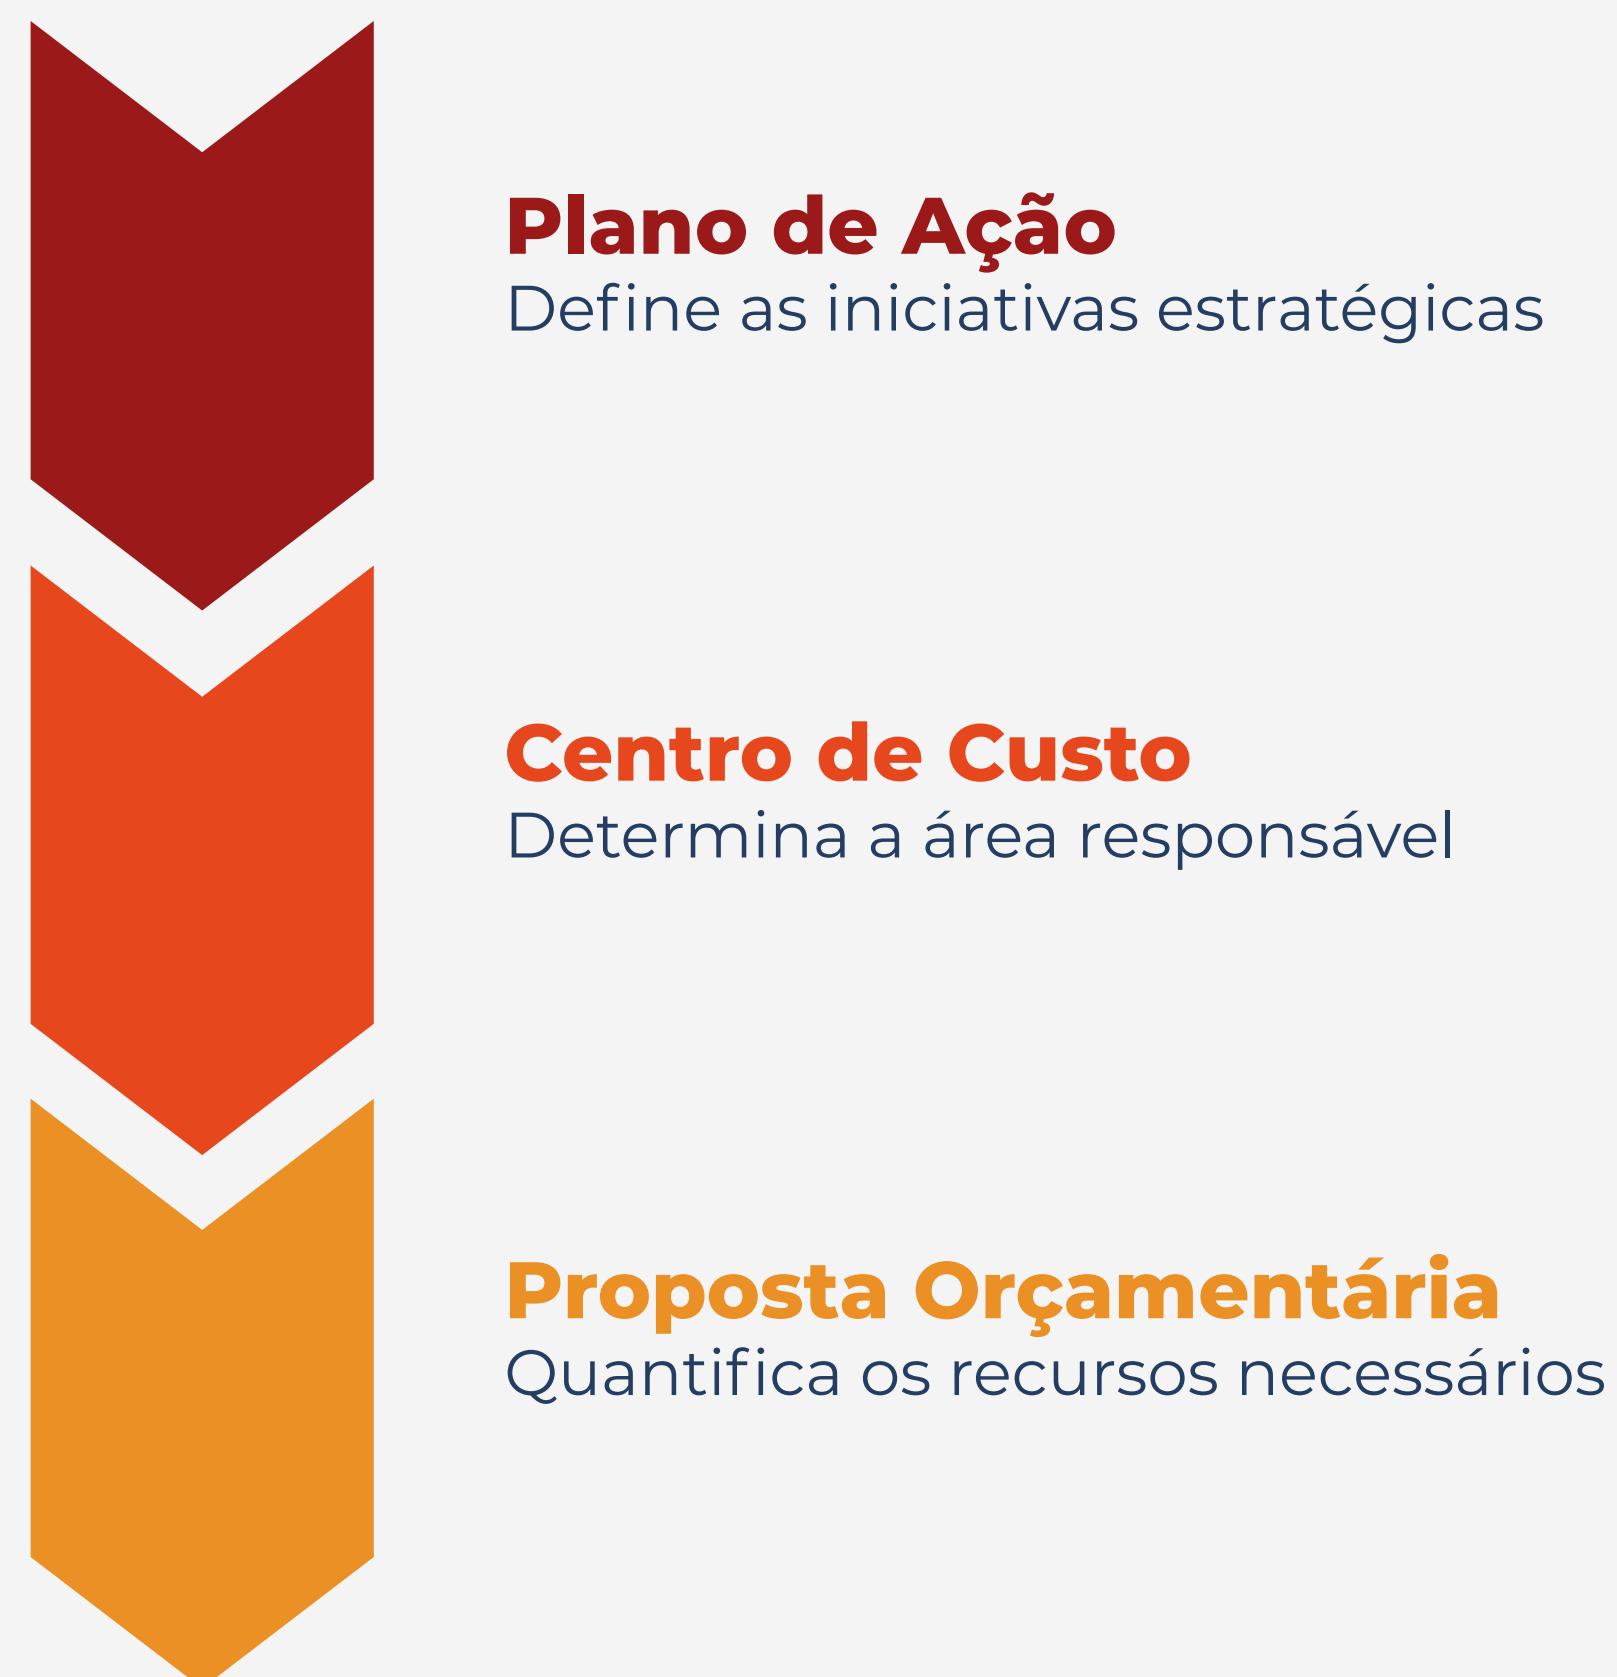 Plano de Ação
Define as iniciativas estratégicas
Centro de Custo
Determina a área responsável
Proposta Orçamentária
Quantifica os recursos necessários